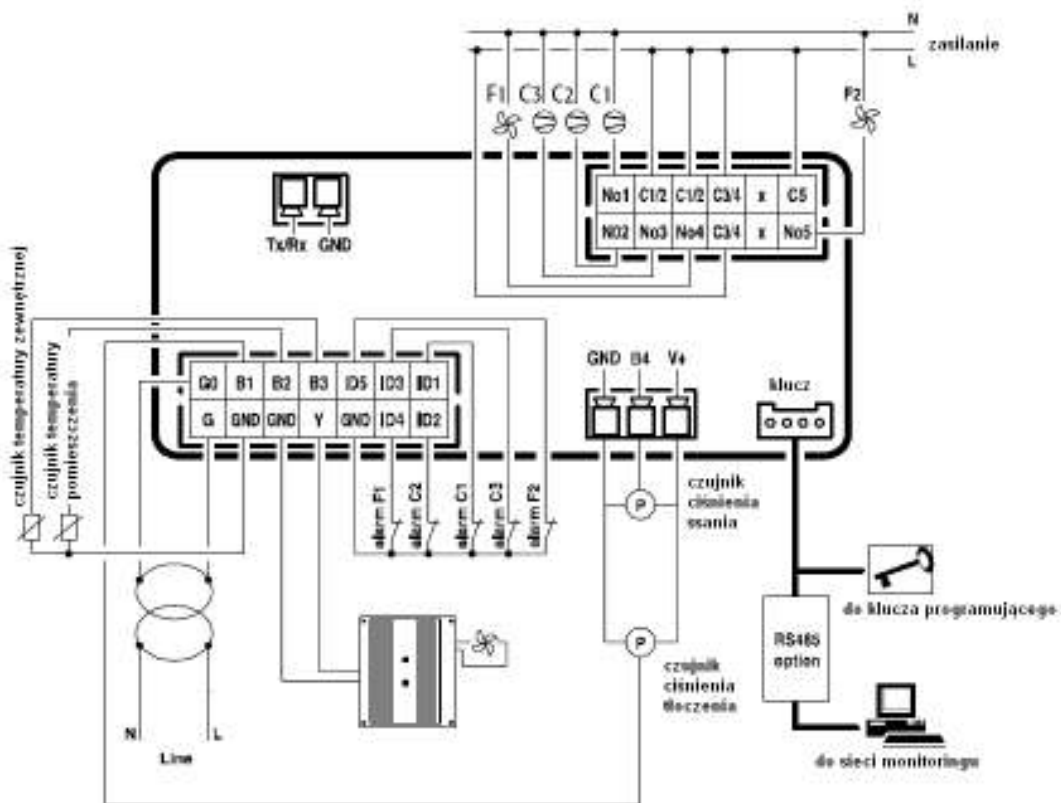 N
zasilanie
L
F1 C3 C2 C1
F2
No1 C1/2 C1/2 C3/4 x C5
NO2 No3 No4 C3/4 x No5
Tx/Rx GND
czujnik temperatury zewnętrznej
czujnik temperatury
pomieszczenia
G0 B1 B2 B3 ID5 ID3 ID1
G GND GND Y GND ID4 ID2
GND B4 V+
klucz
alarm F1
alarm C2
alarm C1
alarm C3
alarm F2
P
czujnik
ciśnienia
ssania
do klucza programującego
RS485
option
P
czujnik
ciśnienia
tłoczenia
N L
Line
do sieci monitoringu